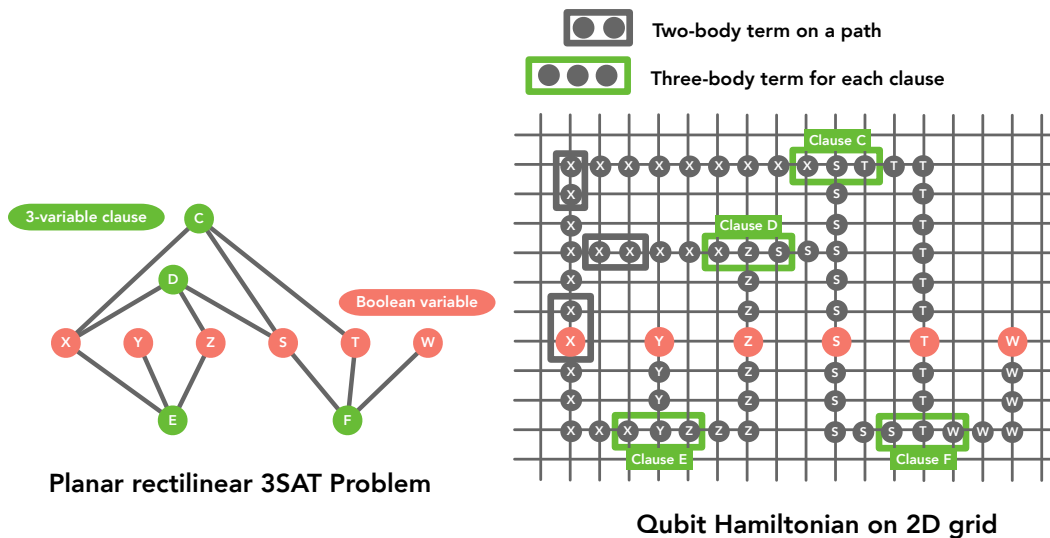 Two-body term on a path
Three-body term for each clause
3-variable clause
C
D
Boolean variable
X Y Z S T W
E F
Planar rectilinear 3SAT Problem
Clause C
X X X X X X X X X S T T T
X S T
Clause D
X S T
X X X X X X Z S S S T
X Z S T
X Z S T
X Y Z S T W
X Y Z S T W
X Y Z S T W
X X X Y Z Z Z S S S T W W W
Clause E
Clause F
Qubit Hamiltonian on 2D grid